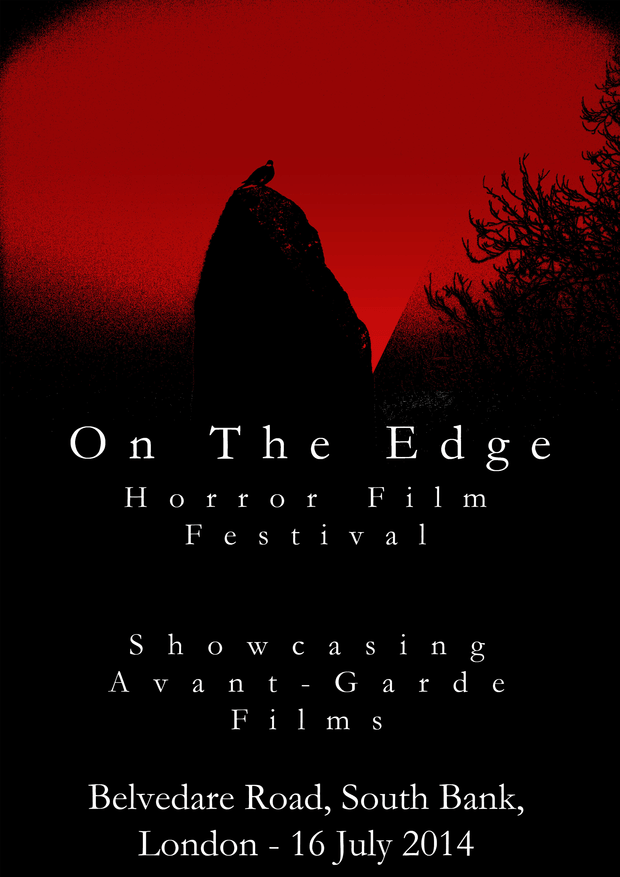 On The Edge
Horror Film
Festival
Showcasing
Avant-Garde
Films
Belvedare Road, South Bank,
London - 16 July 2014